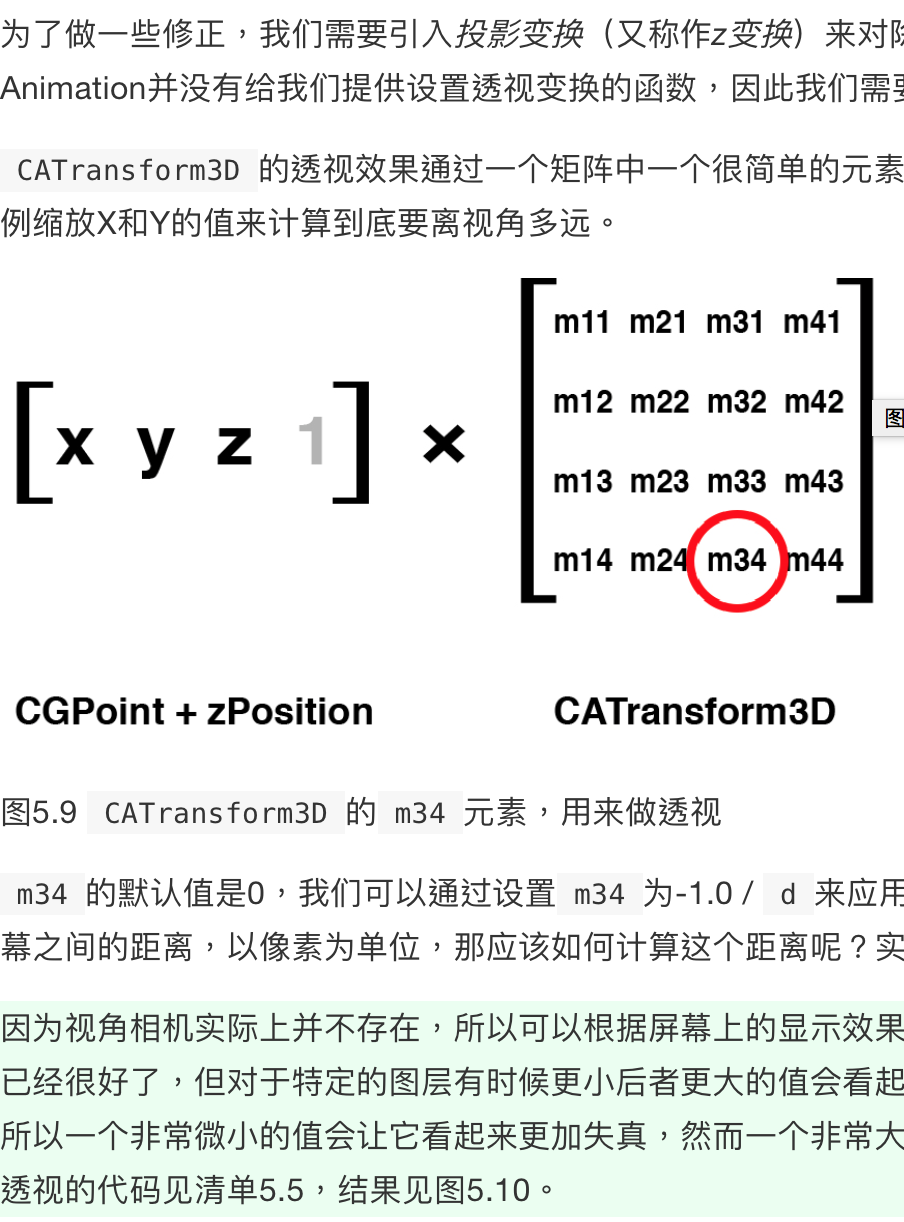 为了做一些修正，我们需要引入投影变换（又称作z变换）来对除
Animation并没有给我们提供设置透视变换的函数，因此我们需要
CATransform3D 的透视效果通过一个矩阵中一个很简单的元素
例缩放X和Y的值来计算到底要离视角多远。
m11 m21 m31 m41
m12 m22 m32 m42
图
[x y z 1] ×
m13 m23 m33 m43
m14 m24 m34 m44
CGPoint + zPosition CATransform3D
图5.9 CATransform3D 的 m34 元素，用来做透视
m34 的默认值是0，我们可以通过设置 m34 为-1.0 / d 来应用
幕之间的距离，以像素为单位，那应该如何计算这个距离呢？实
因为视角相机实际上并不存在，所以可以根据屏幕上的显示效果
已经很好了，但对于特定的图层有时候更小后者更大的值会看起
所以一个非常微小的值会让它看起来更加失真，然而一个非常大
透视的代码见清单5.5，结果见图5.10。